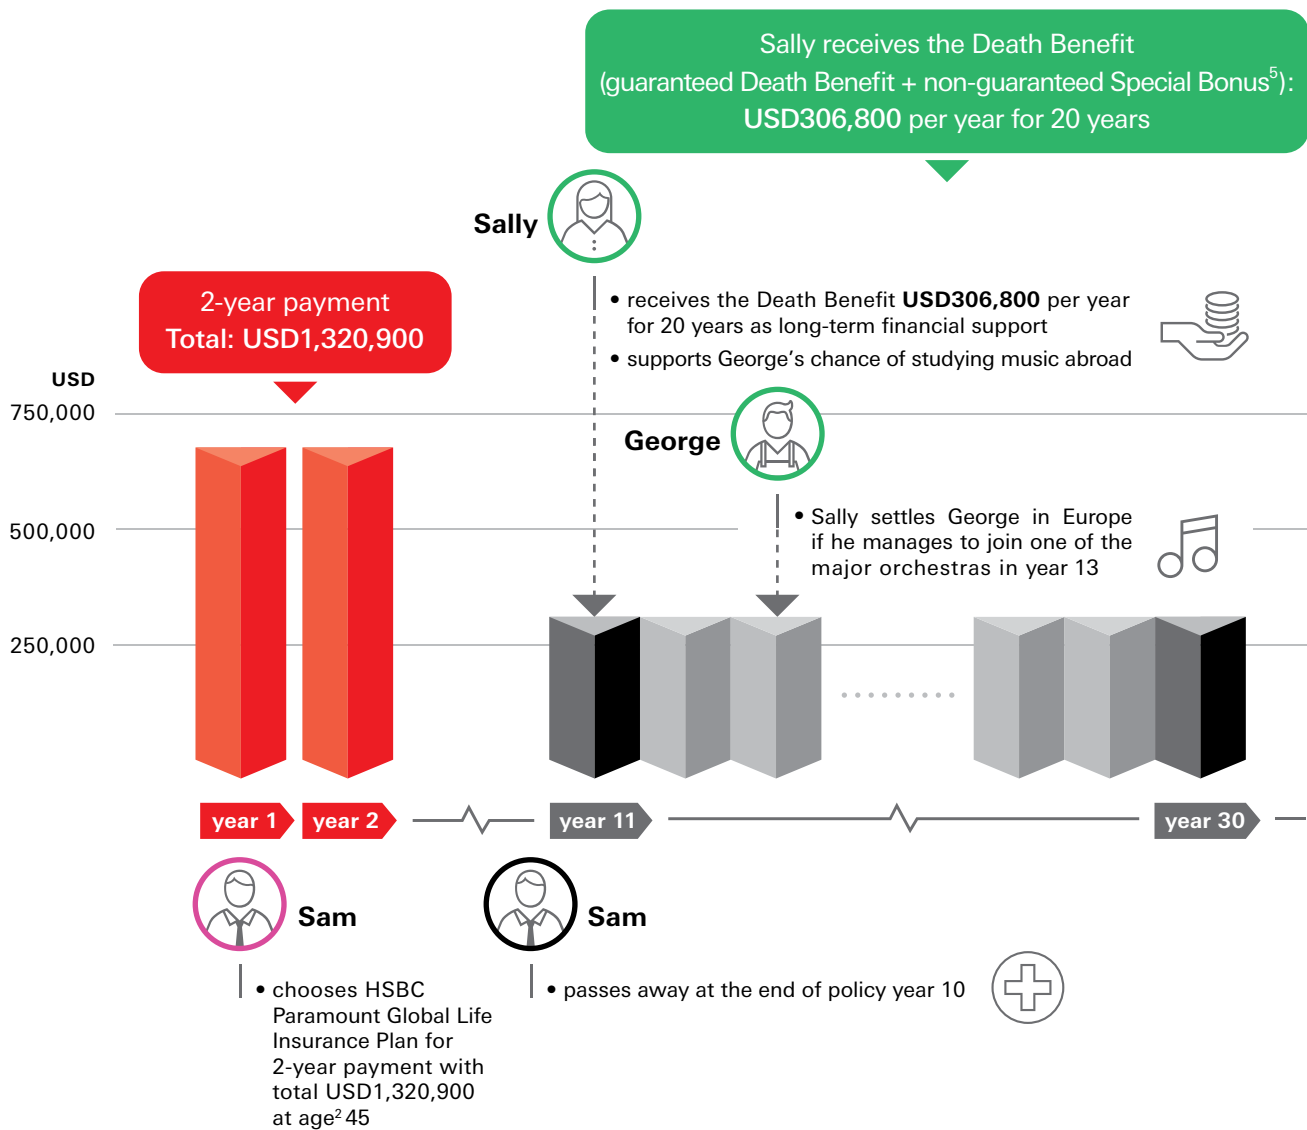 Sally receives the Death Benefit
(guaranteed Death Benefit + non-guaranteed Special Bonus⁵):
USD306,800 per year for 20 years
Sally
• receives the Death Benefit USD306,800 per year
for 20 years as long-term financial support
• supports George's chance of studying music abroad
2-year payment
Total: USD1,320,900
USD
750,000
500,000
250,000
George
• Sally settles George in Europe
if he manages to join one of the
major orchestras in year 13
year 1
year 2
year 11
year 30
Sam
• chooses HSBC
Paramount Global Life
Insurance Plan for
2-year payment with
total USD1,320,900
at age² 45
Sam
• passes away at the end of policy year 10